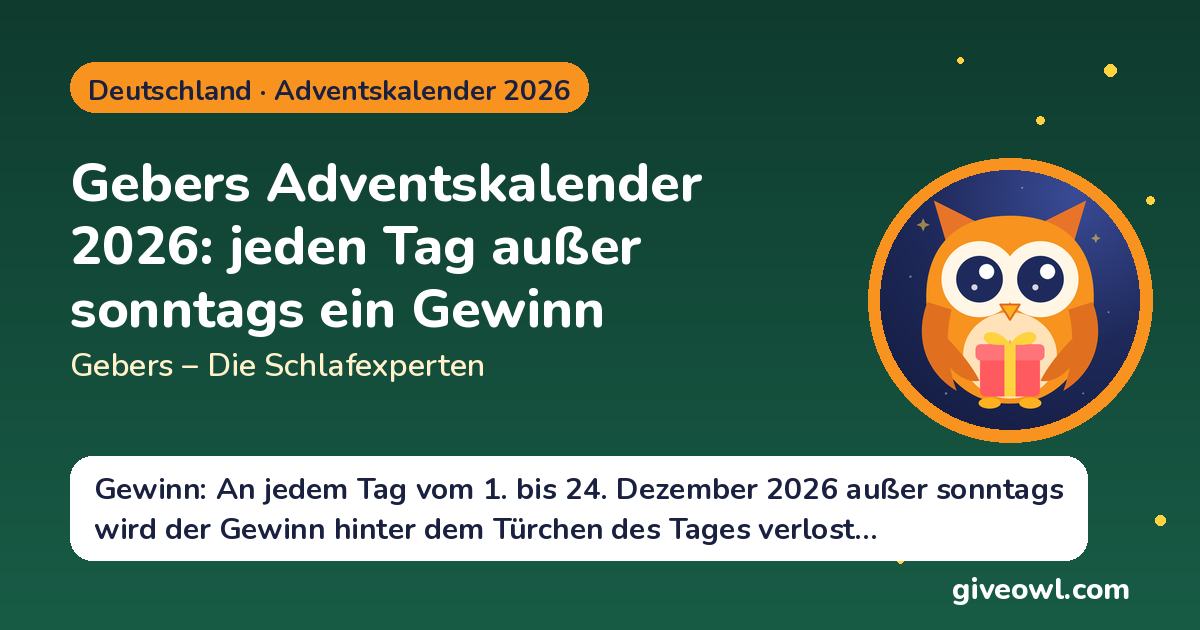 Deutschland · Adventskalender 2026
Gebers Adventskalender
2026: jeden Tag außer
sonntags ein Gewinn
Gebers – Die Schlafexperten
Gewinn: An jedem Tag vom 1. bis 24. Dezember 2026 außer sonntags
wird der Gewinn hinter dem Türchen des Tages verlost...
giveowl.com